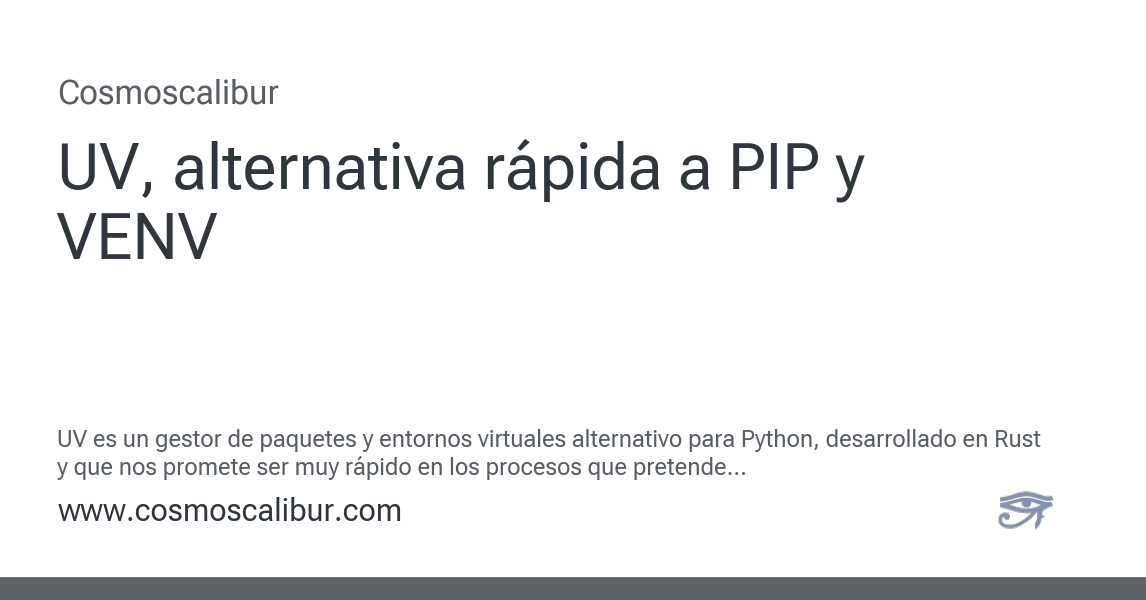 Cosmoscalibur
UV, alternativa rápida a PIP y
VENV
UV es un gestor de paquetes y entornos virtuales alternativo para Python, desarrollado en Rust
y que nos promete ser muy rápido en los procesos que pretende...
www.cosmoscalibur.com